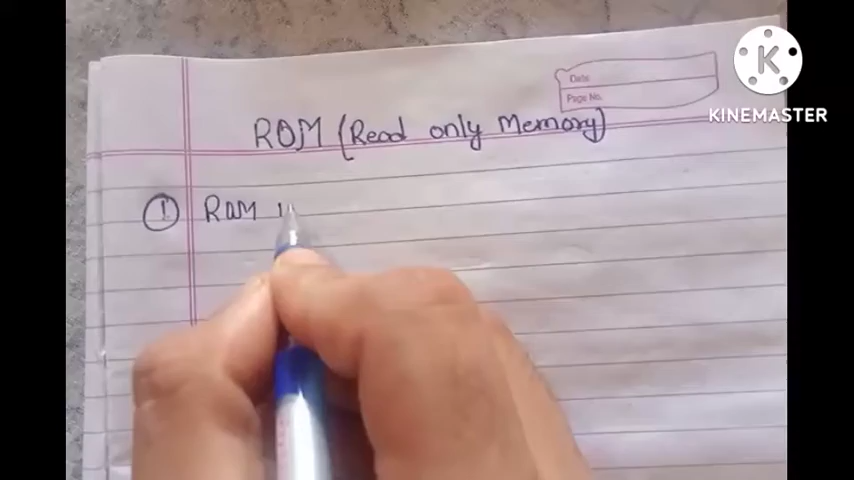 K
KINEMASTER
Date
Page No.
ROM (Read only Memory)
① ROM